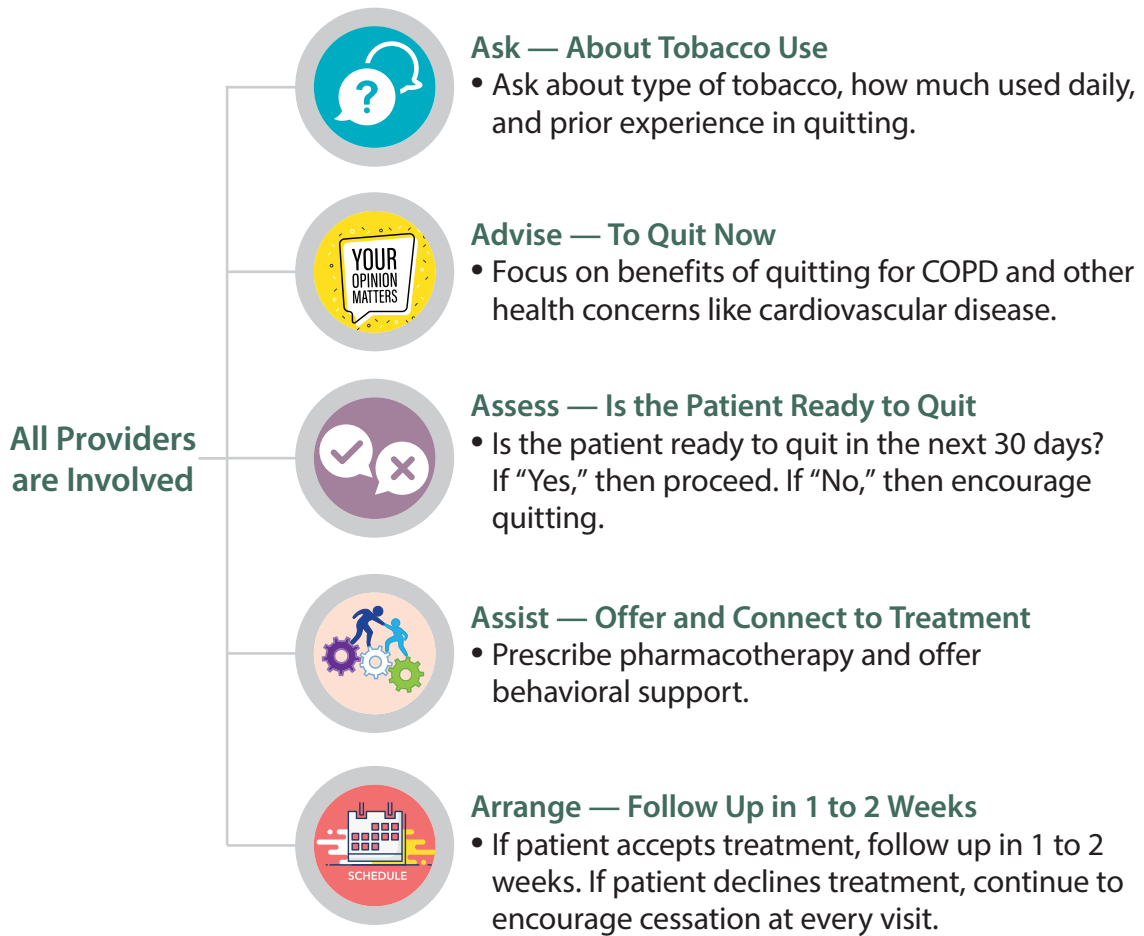 Ask — About Tobacco Use
• Ask about type of tobacco, how much used daily,
and prior experience in quitting.
?
Advise — To Quit Now
• Focus on benefits of quitting for COPD and other
health concerns like cardiovascular disease.
YOUR
OPINION
MATTERS
All Providers
are Involved
Assess — Is the Patient Ready to Quit
• Is the patient ready to quit in the next 30 days?
If “Yes,” then proceed. If “No,” then encourage
quitting.
Assist — Offer and Connect to Treatment
• Prescribe pharmacotherapy and offer
behavioral support.
Arrange — Follow Up in 1 to 2 Weeks
• If patient accepts treatment, follow up in 1 to 2
weeks. If patient declines treatment, continue to
encourage cessation at every visit.
SCHEDULE